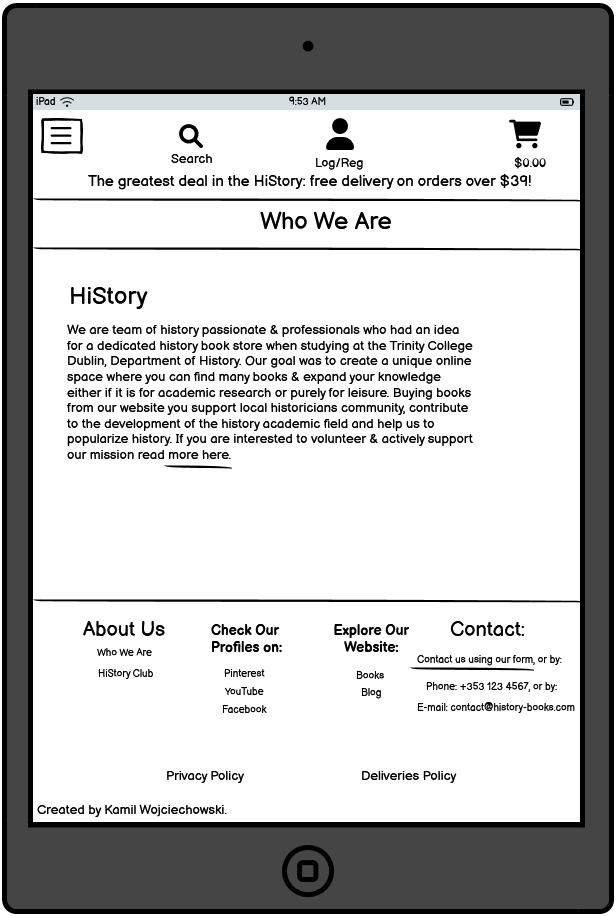 iPad
9:53 AM
Search
Log/Reg
$0.00
The greatest deal in the HiStory: free delivery on orders over $39!
Who We Are
HiStory
We are team of history passionate & professionals who had an idea
for a dedicated history book store when studying at the Trinity College
Dublin, Department of History. Our goal was to create a unique online
space where you can find many books & expand your knowledge
either if it is for academic research or purely for leisure. Buying books
from our website you support local historicians community, contribute
to the development of the history academic field and help us to
popularize history. If you are interested to volunteer & actively support
our mission read more here.
About Us
Who We Are
HiStory Club
Check Our
Profiles on:
Pinterest
YouTube
Facebook
Explore Our
Website:
Books
Blog
Contact:
Contact us using our form, or by:
Phone: +353 123 4567, or by:
E-mail: contact@history-books.com
Privacy Policy
Deliveries Policy
Created by Kamil Wojciechowski.